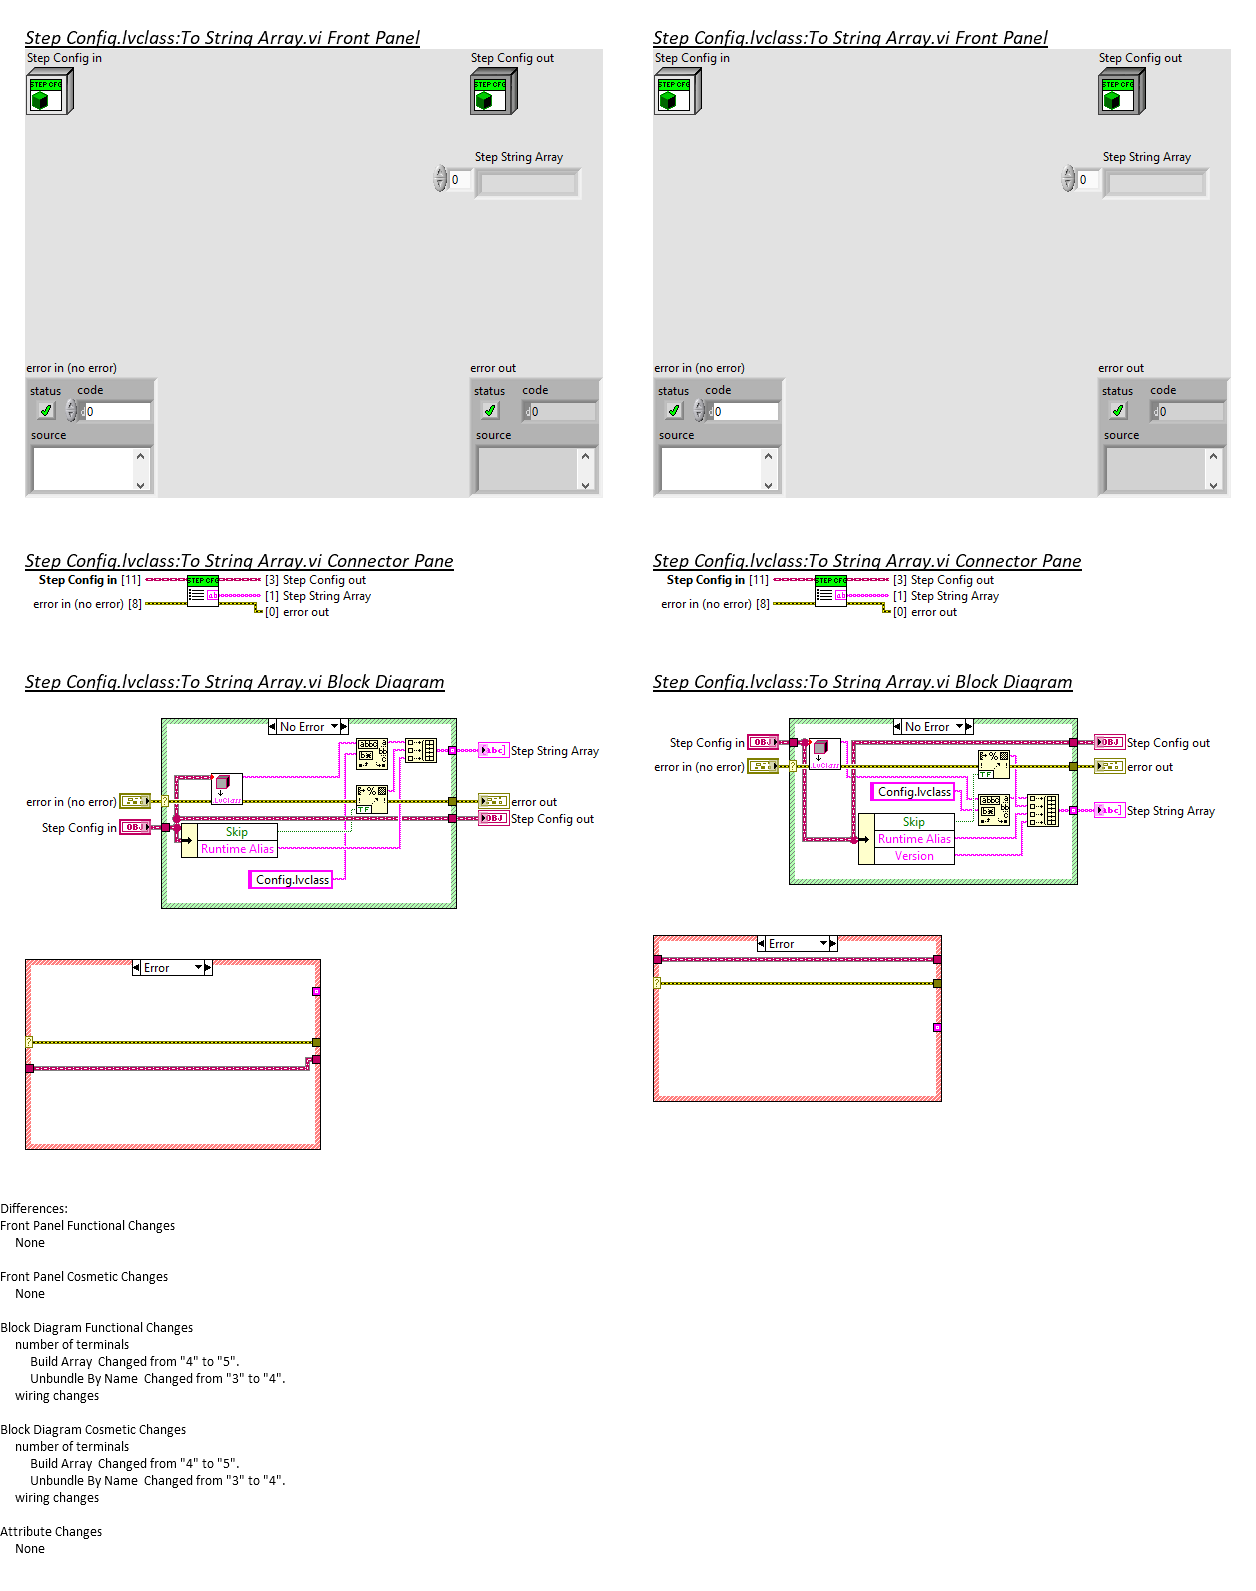 Step Config.lvclass:To String Array.vi Front Panel
Step Config in
Step Config out
STEP CFG
STEP CFG
Step String Array
0
error in (no error)
error out
status code
0
source
status code
0
source
Step Config.lvclass:To String Array.vi Front Panel
Step Config in
Step Config out
STEP CFG
STEP CFG
Step String Array
0
error in (no error)
error out
status code
0
source
status code
0
source
Step Config.lvclass:To String Array.vi Connector Pane
Step Config in [11]
STEP CFG
[3] Step Config out
[1] Step String Array
error in (no error) [8]
[0] error out
Step Config.lvclass:To String Array.vi Connector Pane
Step Config in [11]
STEP CFG
[3] Step Config out
[1] Step String Array
error in (no error) [8]
[0] error out
Step Config.lvclass:To String Array.vi Block Diagram
No Error
Step String Array
LVClass
error in (no error)
error out
Step Config in
OBJ
OBJ
Step Config out
TF
Skip
Runtime Alias
Config.lvclass
Error
Step Config.lvclass:To String Array.vi Block Diagram
No Error
Step Config in
OBJ
OBJ
Step Config out
error in (no error)
LVClass
error out
TF
Config.lvclass
Step String Array
Skip
Runtime Alias
Version
Error
Differences:
Front Panel Functional Changes
None
Front Panel Cosmetic Changes
None
Block Diagram Functional Changes
number of terminals
Build Array  Changed from "4" to "5".
Unbundle By Name  Changed from "3" to "4".
wiring changes
Block Diagram Cosmetic Changes
number of terminals
Build Array  Changed from "4" to "5".
Unbundle By Name  Changed from "3" to "4".
wiring changes
Attribute Changes
None